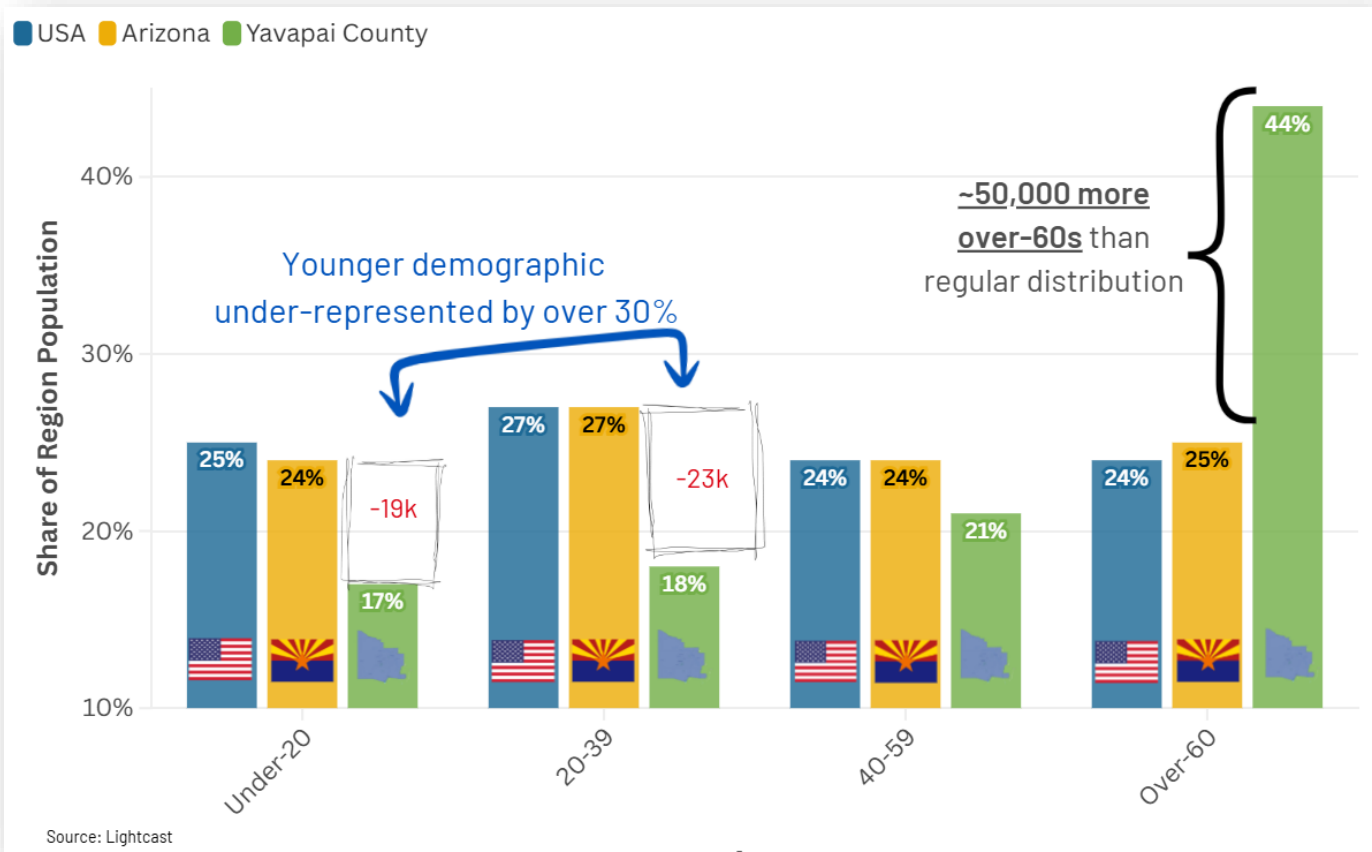 USA Arizona Yavapai County
Share of Region Population
40%
30%
20%
10%
Younger demographic
under-represented by over 30%
~50,000 more
over-60s than
regular distribution
25%
24%
-19k
17%
27%
27%
-23k
18%
24%
24%
21%
24%
25%
44%
Under-20
20-39
40-59
Over-60
Source: Lightcast